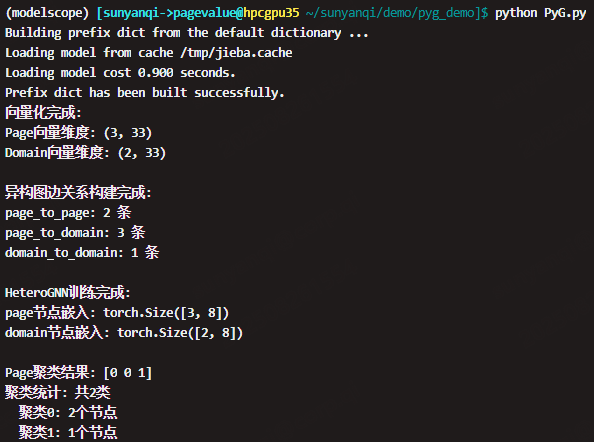 (modelscope) [sunyanqi->pagevalue@hpcgpu35 ~/sunyanqi/demo/pyg_demo]$ python PyG.py
Building prefix dict from the default dictionary ...
Loading model from cache /tmp/jieba.cache
Loading model cost 0.900 seconds.
Prefix dict has been built successfully.
向量化完成:
Page向量维度: (3, 33)
Domain向量维度: (2, 33)
异构图边关系构建完成:
page_to_page: 2 条
page_to_domain: 3 条
domain_to_domain: 1 条
HeteroGNN训练完成:
page节点嵌入: torch.Size([3, 8])
domain节点嵌入: torch.Size([2, 8])
Page聚类结果: [0 0 1]
聚类统计: 共2类
聚类0: 2个节点
聚类1: 1个节点